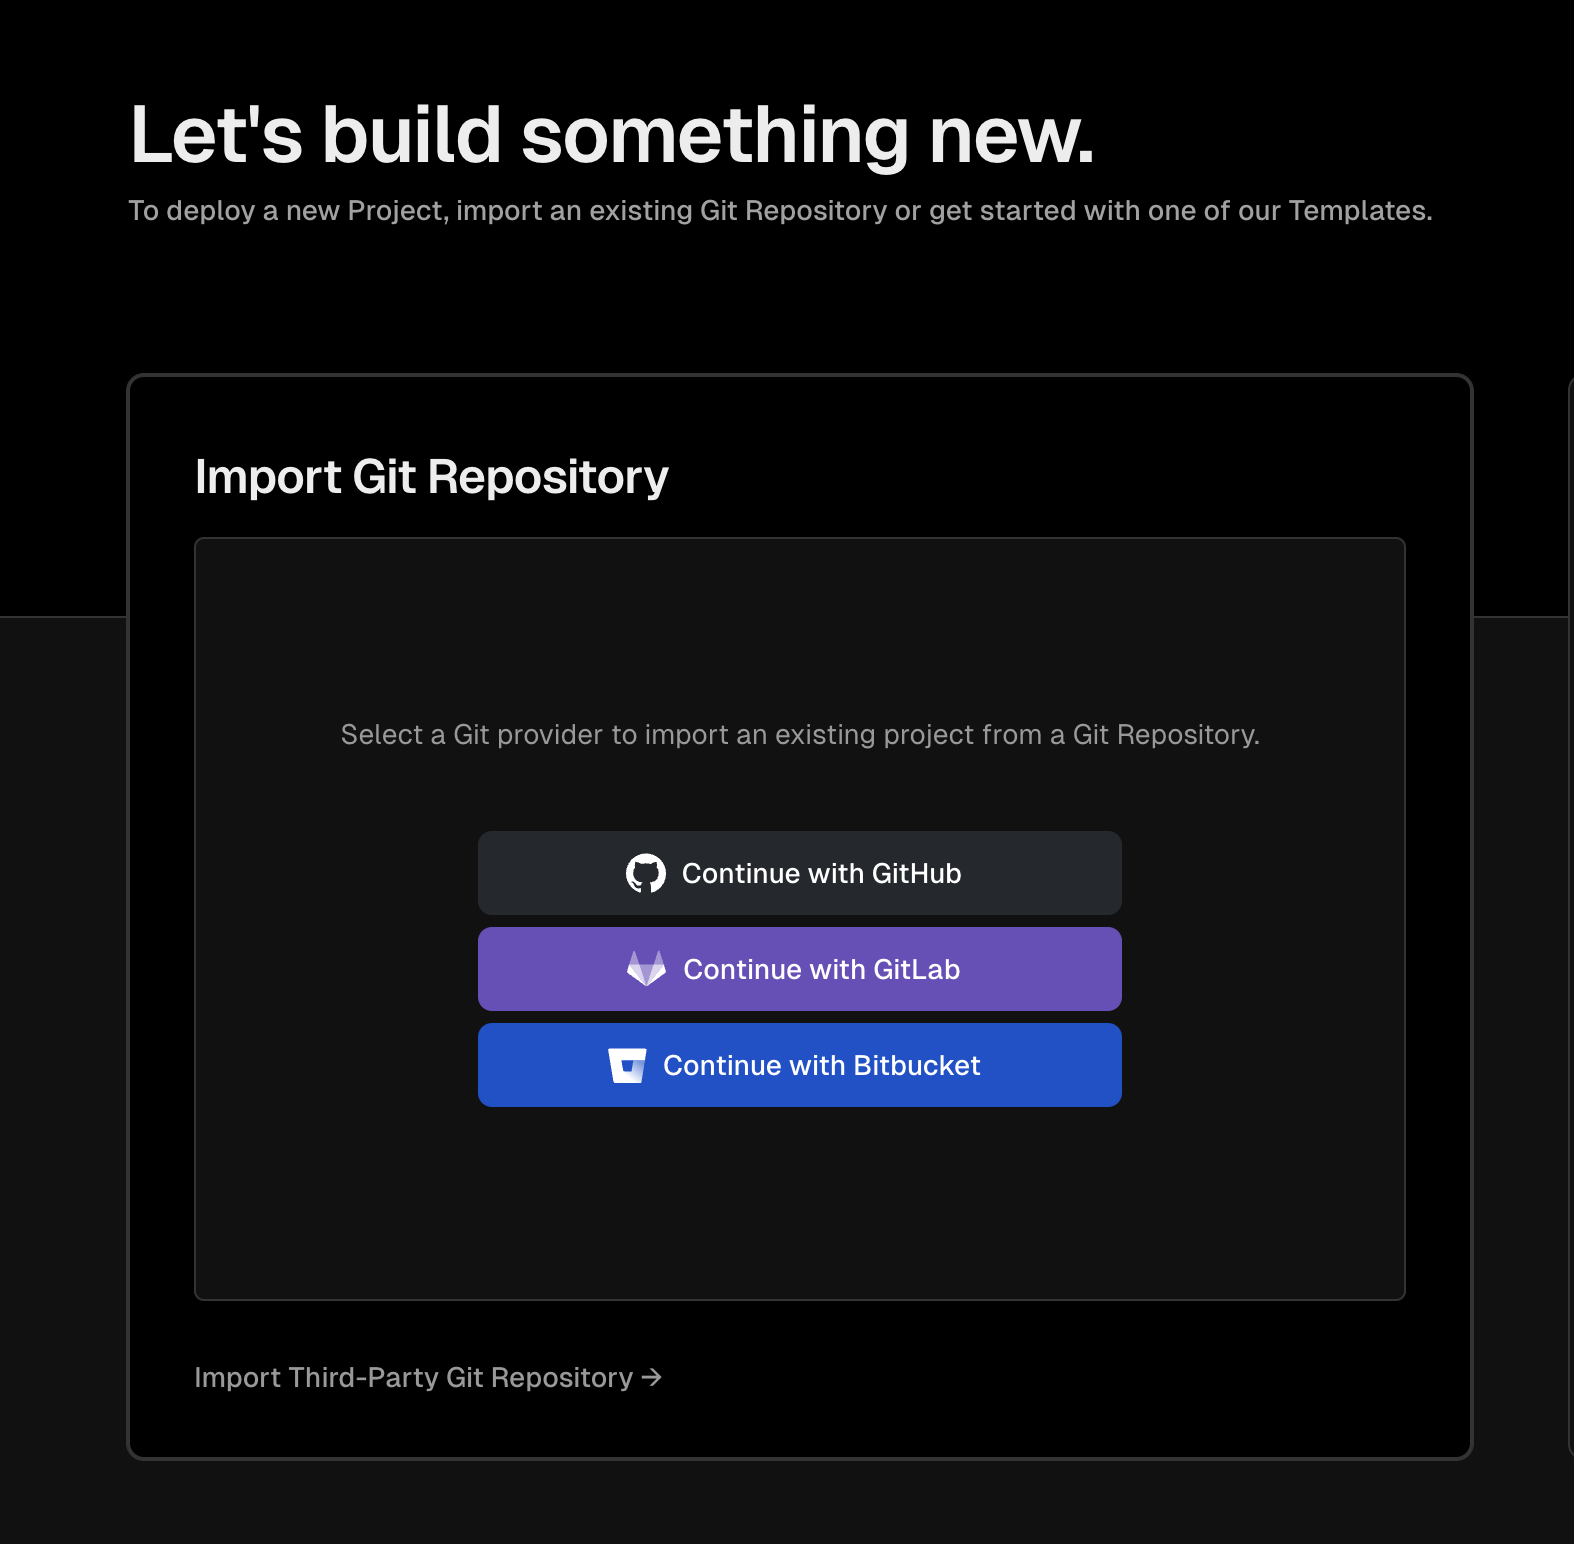 Let's build something new.
To deploy a new Project, import an existing Git Repository or get started with one of our Templates.
Import Git Repository
Select a Git provider to import an existing project from a Git Repository.
Continue with GitHub
Continue with GitLab
Continue with Bitbucket
Import Third-Party Git Repository →